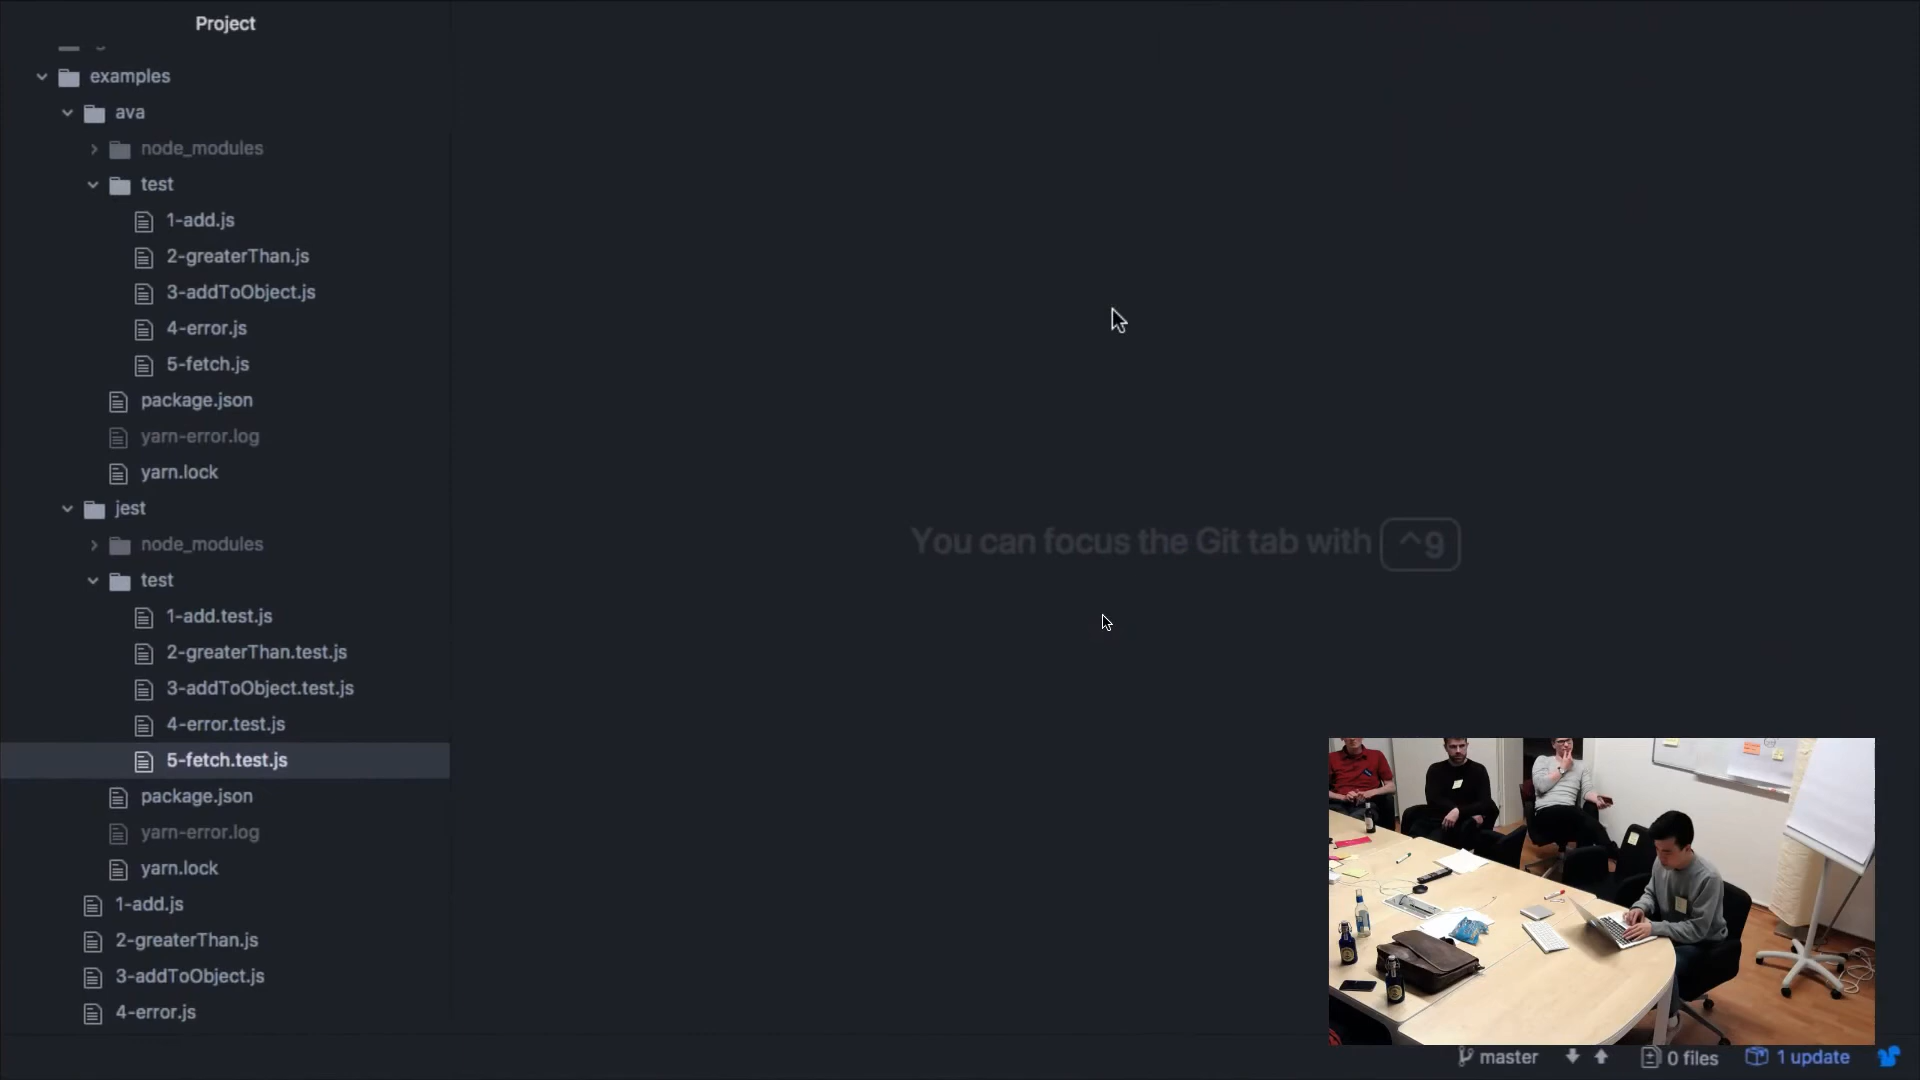 Project
examples
ava
node_modules
test
1-add.js
2-greaterThan.js
3-addToObject.js
4-error.js
5-fetch.js
package.json
yarn-error.log
yarn.lock
jest
node_modules
test
1-add.test.js
2-greaterThan.test.js
3-addToObject.test.js
4-error.test.js
5-fetch.test.js
package.json
yarn-error.log
yarn.lock
1-add.js
2-greaterThan.js
3-addToObject.js
4-error.js
You can focus the Git tab with ^9
master 0 files 1 update